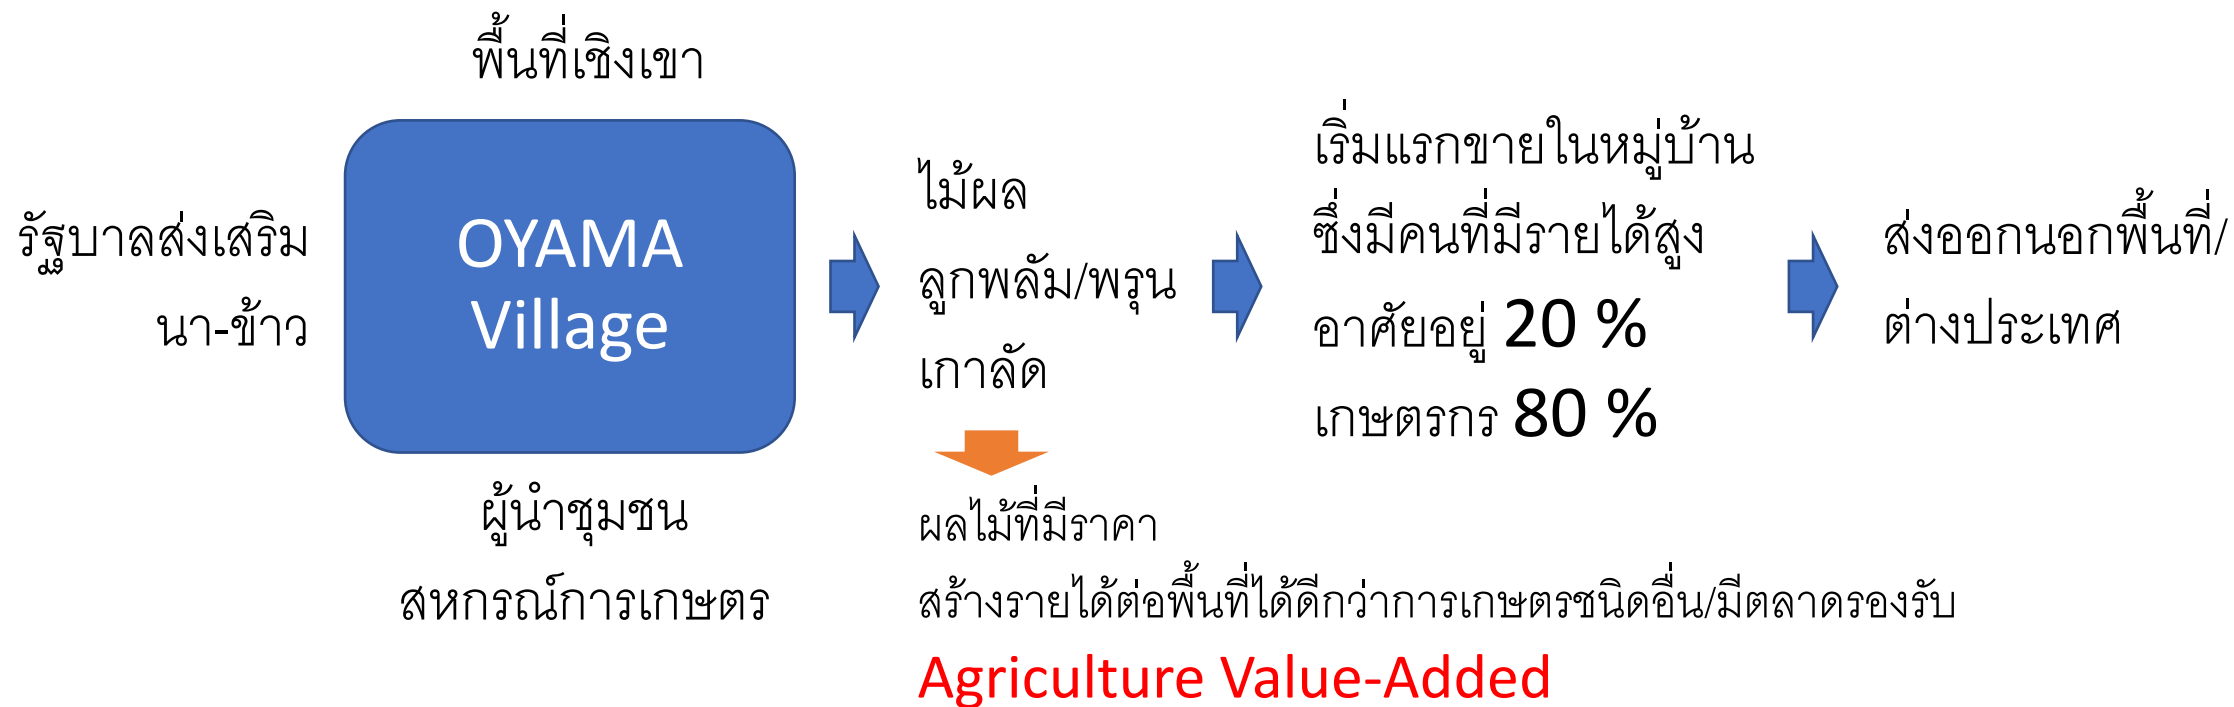 พื้นที่เชิงเขา
รัฐบาลส่งเสริม
นา-ข้าว
OYAMA
Village
ผู้นำชุมชน
สหกรณ์การเกษตร
ไม้ผล
ลูกพลัม/พรุน
เกาลัด
เริ่มแรกขายในหมู่บ้าน
ซึ่งมีคนที่มีรายได้สูง
อาศัยอยู่ 20 %
เกษตรกร 80 %
ส่งออกนอกพื้นที่/
ต่างประเทศ
ผลไม้ที่มีราคา
สร้างรายได้ต่อพื้นที่ได้ดีกว่าการเกษตรชนิดอื่น/มีตลาดรองรับ
Agriculture Value-Added